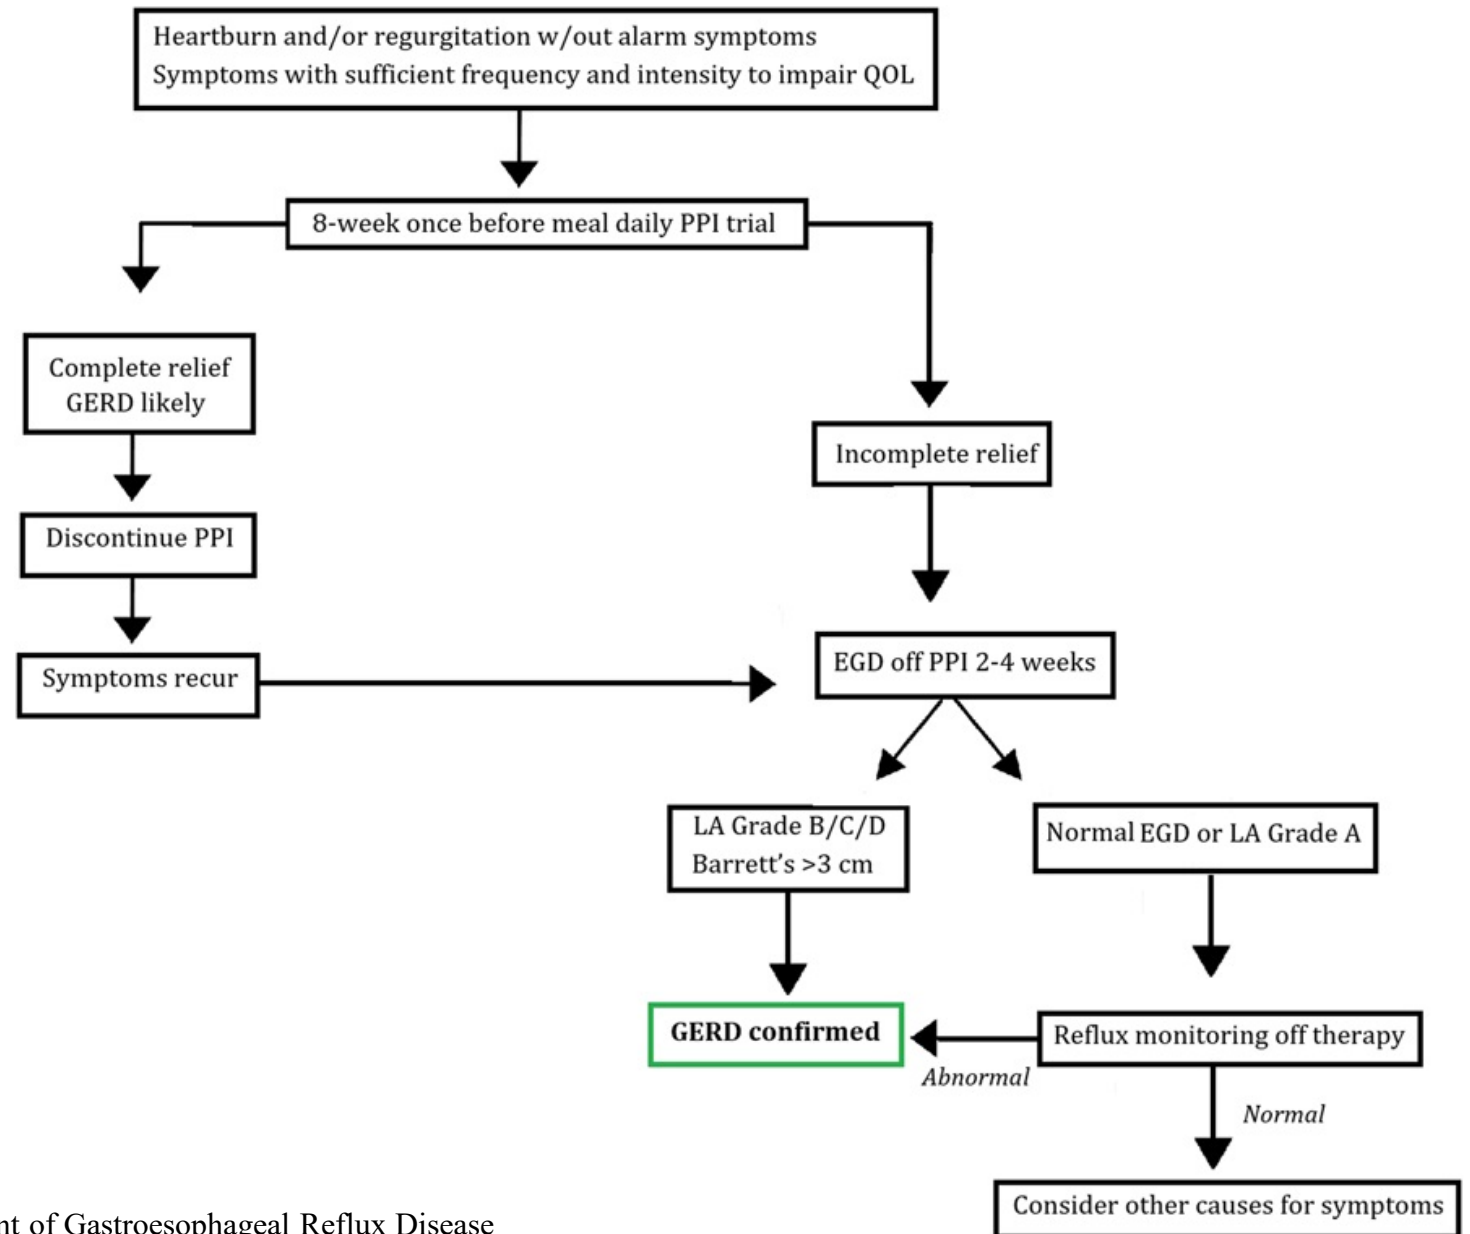 Heartburn and/or regurgitation w/out alarm symptoms
Symptoms with sufficient frequency and intensity to impair QOL
8-week once before meal daily PPI trial
Complete relief
GERD likely
Discontinue PPI
Symptoms recur
Incomplete relief
EGD off PPI 2-4 weeks
LA Grade B/C/D
Barrett's >3 cm
Normal EGD or LA Grade A
GERD confirmed
Reflux monitoring off therapy
Abnormal
Normal
Consider other causes for symptoms
of Gastroesophageal Reflux Disease